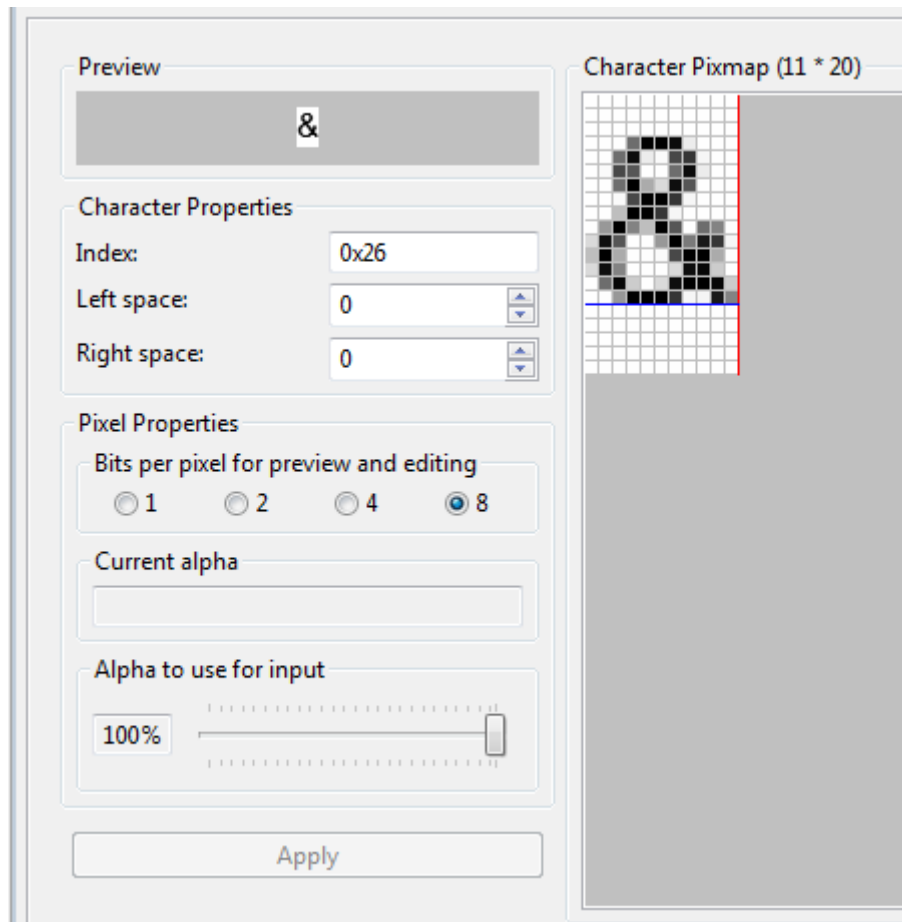 Preview
&
Character Properties
Index:
0x26
Left space:
0
Right space:
0
Pixel Properties
Bits per pixel for preview and editing
1
2
4
8
Current alpha
Alpha to use for input
100%
Apply
Character Pixmap (11 * 20)
&